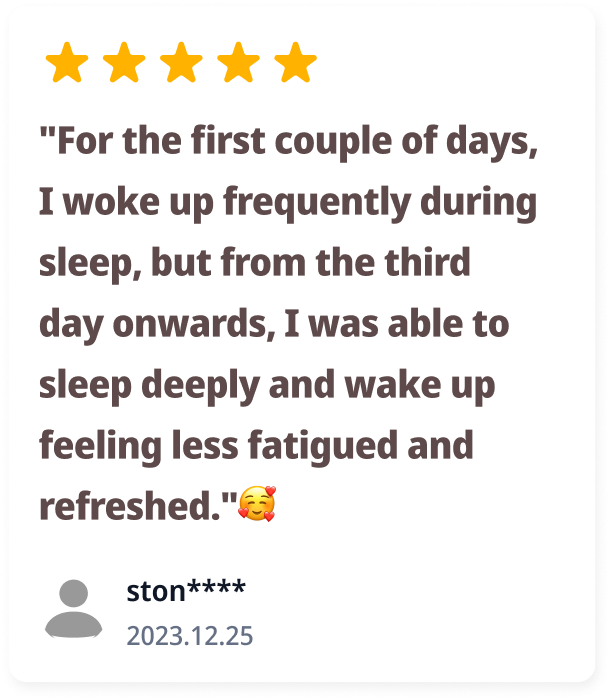 "For the first couple of days,
I woke up frequently during
sleep, but from the third
day onwards, I was able to
sleep deeply and wake up
feeling less fatigued and
refreshed."🥰
ston****
2023.12.25